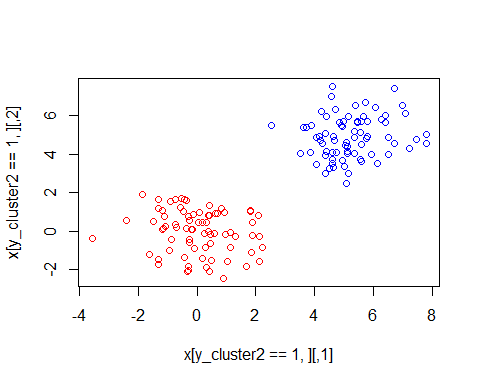 x[y_cluster2 == 1, ][,2]
6
4
2
0
-2
-4 -2 0 2 4 6 8
x[y_cluster2 == 1, ][,1]